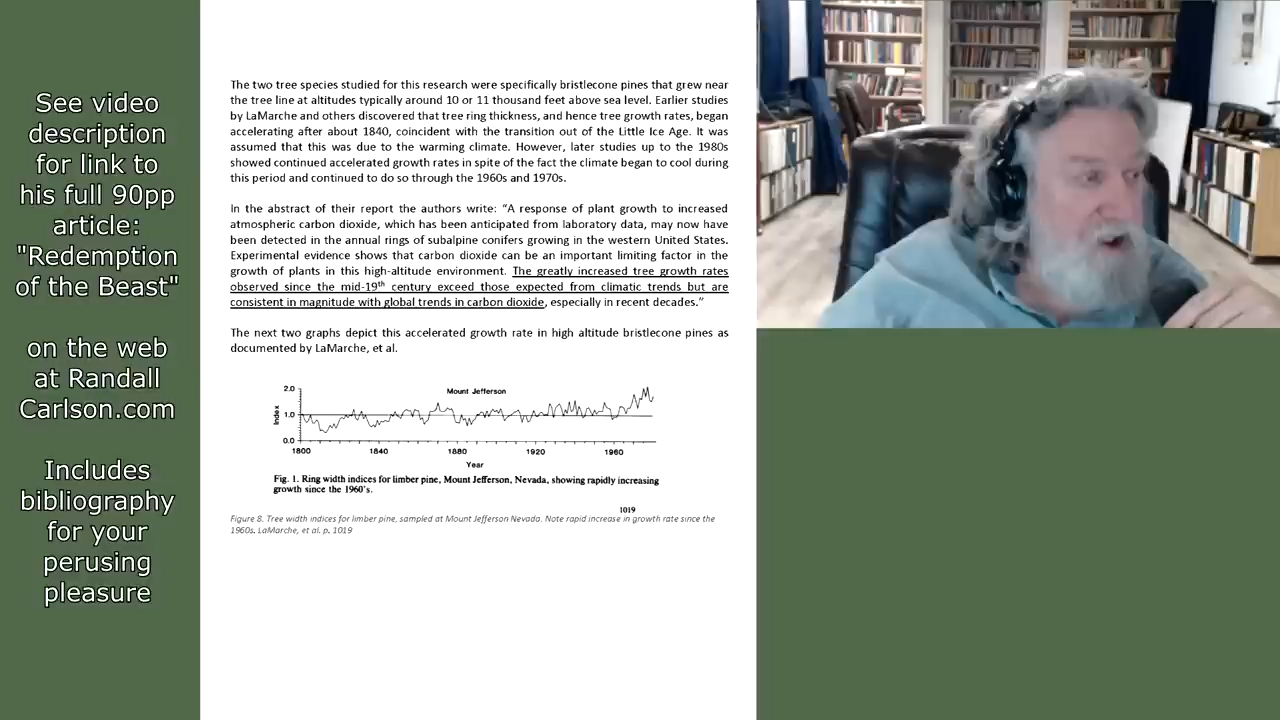 See video
description
for link to
his full 90pp
article:
"Redemption
of the Beast"
on the web
at Randall
Carlson.com
Includes
bibliography
for your
perusing
pleasure
The two tree species studied for this research were specifically bristlecone pines that grew near
the tree line at altitudes typically around 10 or 11 thousand feet above sea level. Earlier studies
by LaMarche and others discovered that tree ring thickness, and hence tree growth rates, began
accelerating after about 1840, coincident with the transition out of the Little Ice Age. It was
assumed that this was due to the warming climate. However, later studies up to the 1980s
showed continued accelerated growth rates in spite of the fact the climate began to cool during
this period and continued to do so through the 1960s and 1970s.
In the abstract of their report the authors write: “A response of plant growth to increased
atmospheric carbon dioxide, which has been anticipated from laboratory data, may now have
been detected in the annual rings of subalpine conifers growing in the western United States.
Experimental evidence shows that carbon dioxide can be an important limiting factor in the
growth of plants in this high-altitude environment. The greatly increased tree growth rates
observed since the mid-19th century exceed those expected from climatic trends but are
consistent in magnitude with global trends in carbon dioxide, especially in recent decades.”
The next two graphs depict this accelerated growth rate in high altitude bristlecone pines as
documented by LaMarche, et al.
Mount Jefferson
2.0
1.0
0.0
Index
1800 1840 1880 1920 1960
Year
Fig. 1. Ring width indices for limber pine, Mount Jefferson, Nevada, showing rapidly increasing
growth since the 1960's.
1019
Figure 8. Tree width indices for limber pine, sampled at Mount Jefferson Nevada. Note rapid increase in growth rate since the
1960s. LaMarche, et al. p. 1019